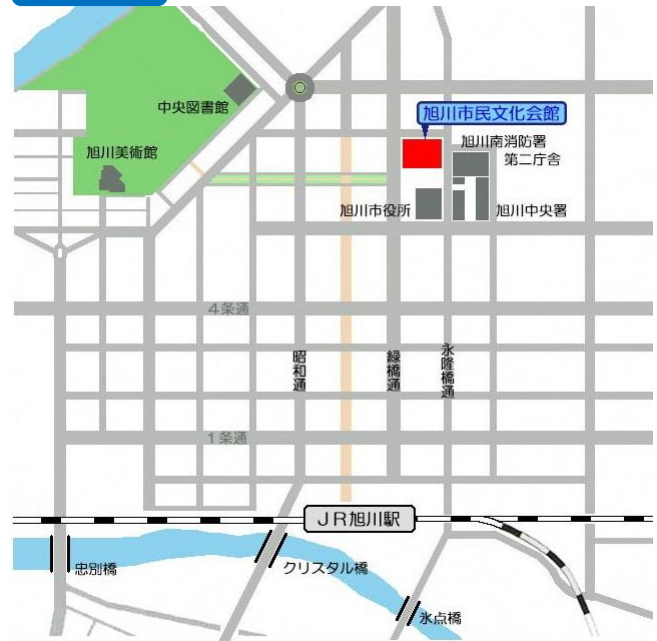 中央図書館
旭川美術館
旭川市民文化会館
旭川南消防署
第二庁舎
旭川市役所
旭川中央署
4条通
昭和通
緑橋通
永隆橋通
1条通
JR旭川駅
忠別橋
クリスタル橋
氷点橋